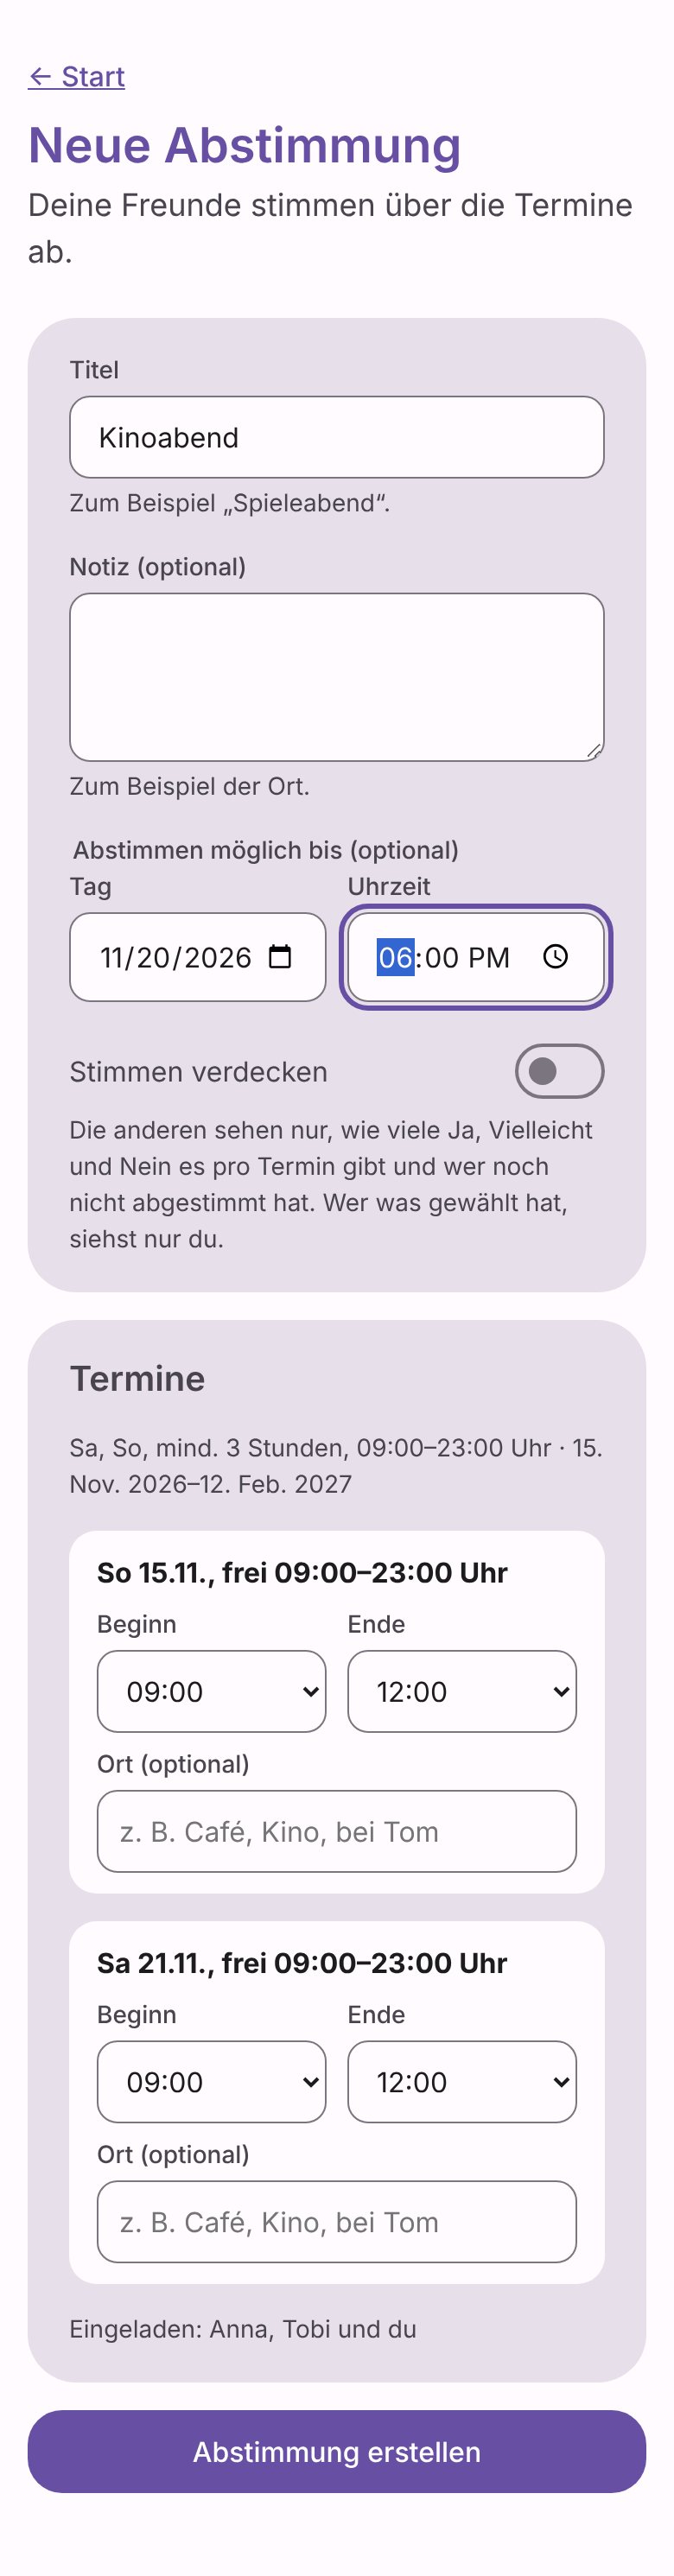 ← Start
Neue Abstimmung
Deine Freunde stimmen über die Termine
ab.
Titel
Kinoabend
Zum Beispiel „Spieleabend“.
Notiz (optional)
Zum Beispiel der Ort.
Abstimmen möglich bis (optional)
Tag
Uhrzeit
11/20/2026
06:00 PM
Stimmen verdecken
Die anderen sehen nur, wie viele Ja, Vielleicht
und Nein es pro Termin gibt und wer noch
nicht abgestimmt hat. Wer was gewählt hat,
siehst nur du.
Termine
Sa, So, mind. 3 Stunden, 09:00–23:00 Uhr · 15.
Nov. 2026–12. Feb. 2027
So 15.11., frei 09:00–23:00 Uhr
Beginn
Ende
09:00
12:00
Ort (optional)
z. B. Café, Kino, bei Tom
Sa 21.11., frei 09:00–23:00 Uhr
Beginn
Ende
09:00
12:00
Ort (optional)
z. B. Café, Kino, bei Tom
Eingeladen: Anna, Tobi und du
Abstimmung erstellen